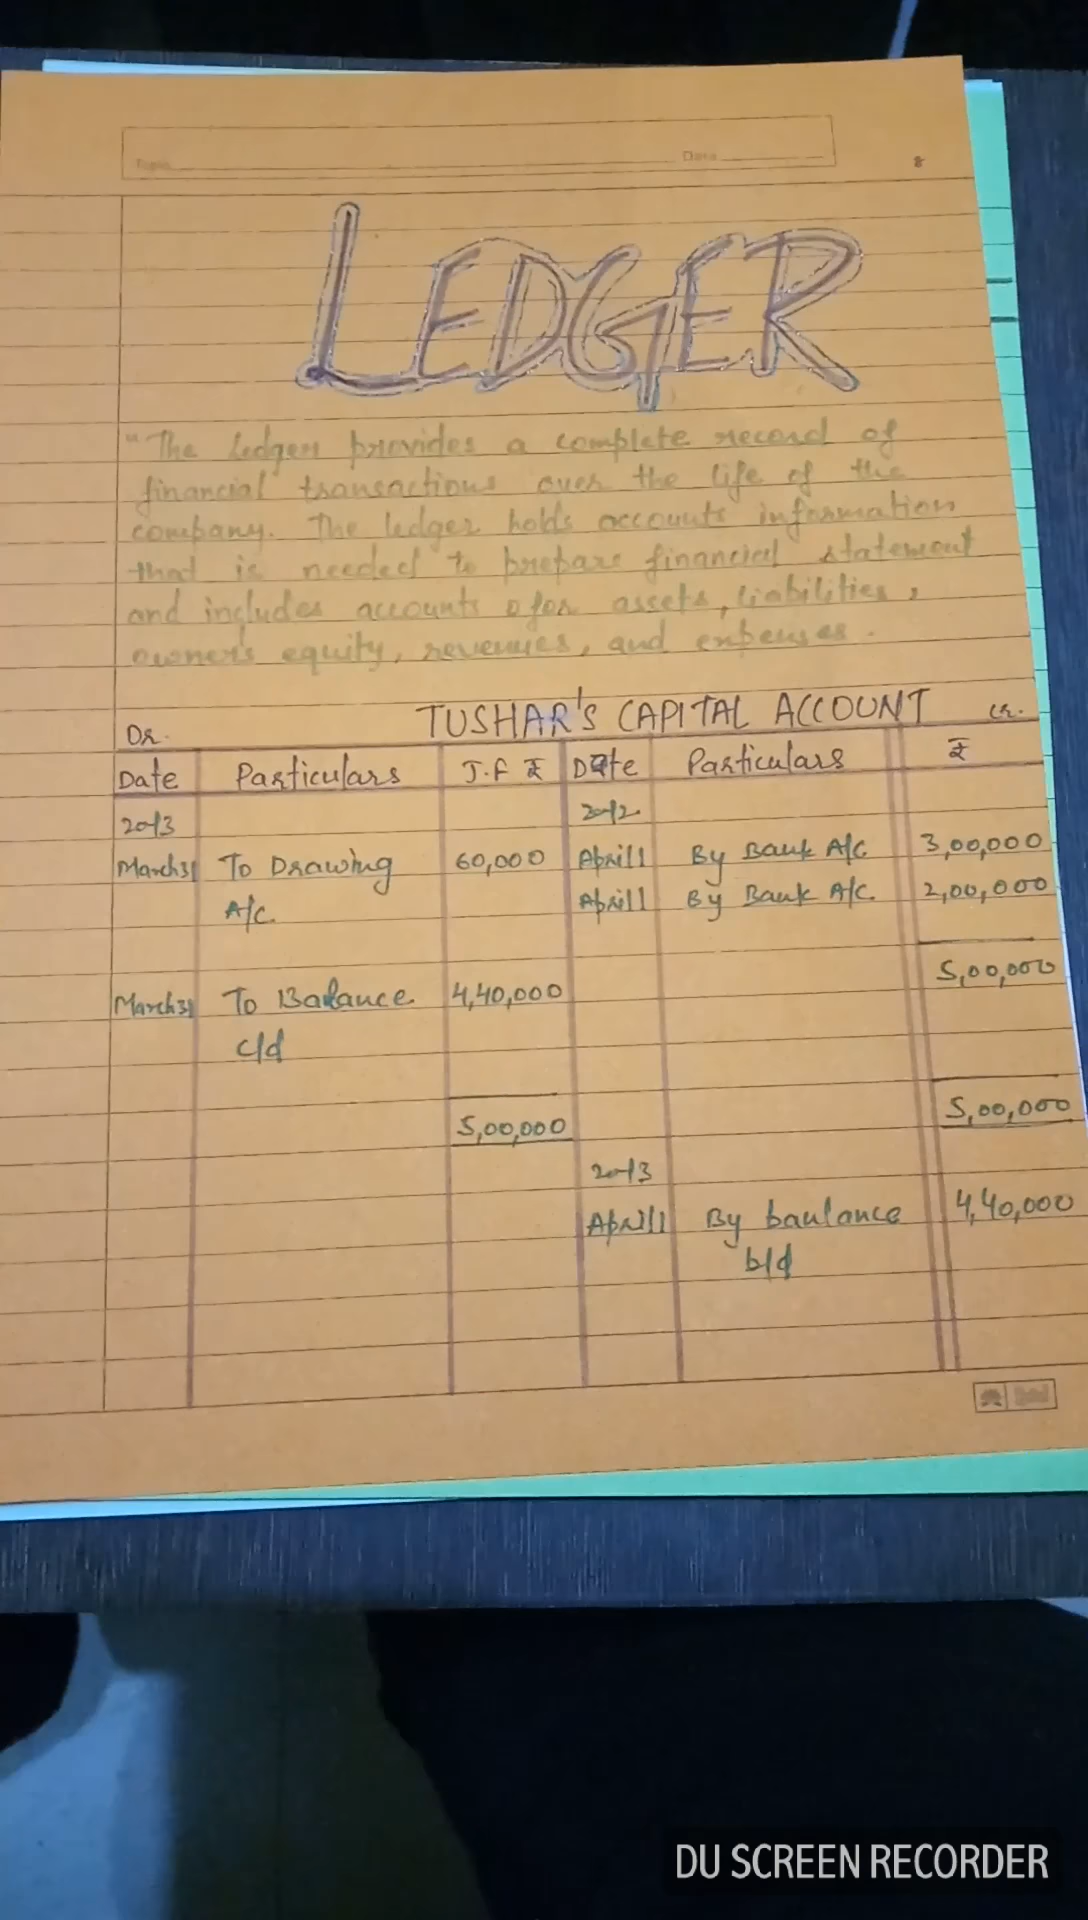 Topic Date
8
LEDGER
"The Ledger provides a complete record of
financial transactions over the life of the
company. The ledger holds accounts information
that is needed to prepare financial statement
and includes accounts for assets, liabilities,
owner's equity, revenues, and expenses.
Dr. TUSHAR'S CAPITAL ACCOUNT Cr.
Date Particulars J.F ₹ Date Particulars ₹
2013 2012
March31 To Drawing 60,000 April1 By Bank A/c 3,00,000
A/c. April1 By Bank A/c. 2,00,000
5,00,000
March31 To Balance 4,40,000
c/d
5,00,000 5,00,000
2013
April1 By baulance 4,40,000
b/d
DU SCREEN RECORDER